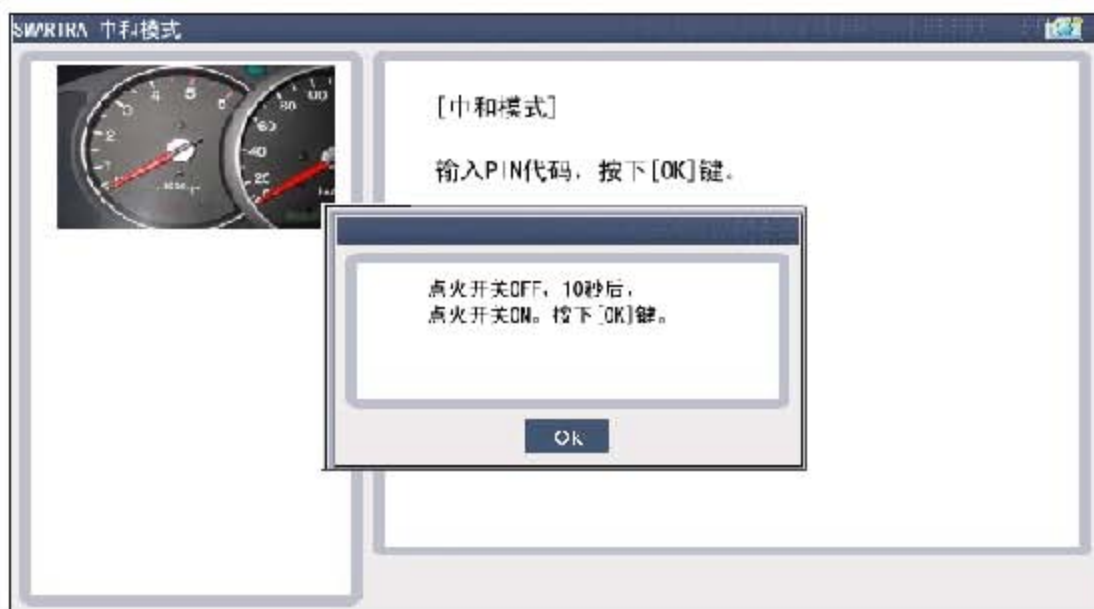 SMARTRA 中和模式
[中和模式]
输入PIN代码，按下[OK]键.
点火开关OFF，10秒后，
点火开关ON。按下[OK]键。
Ok